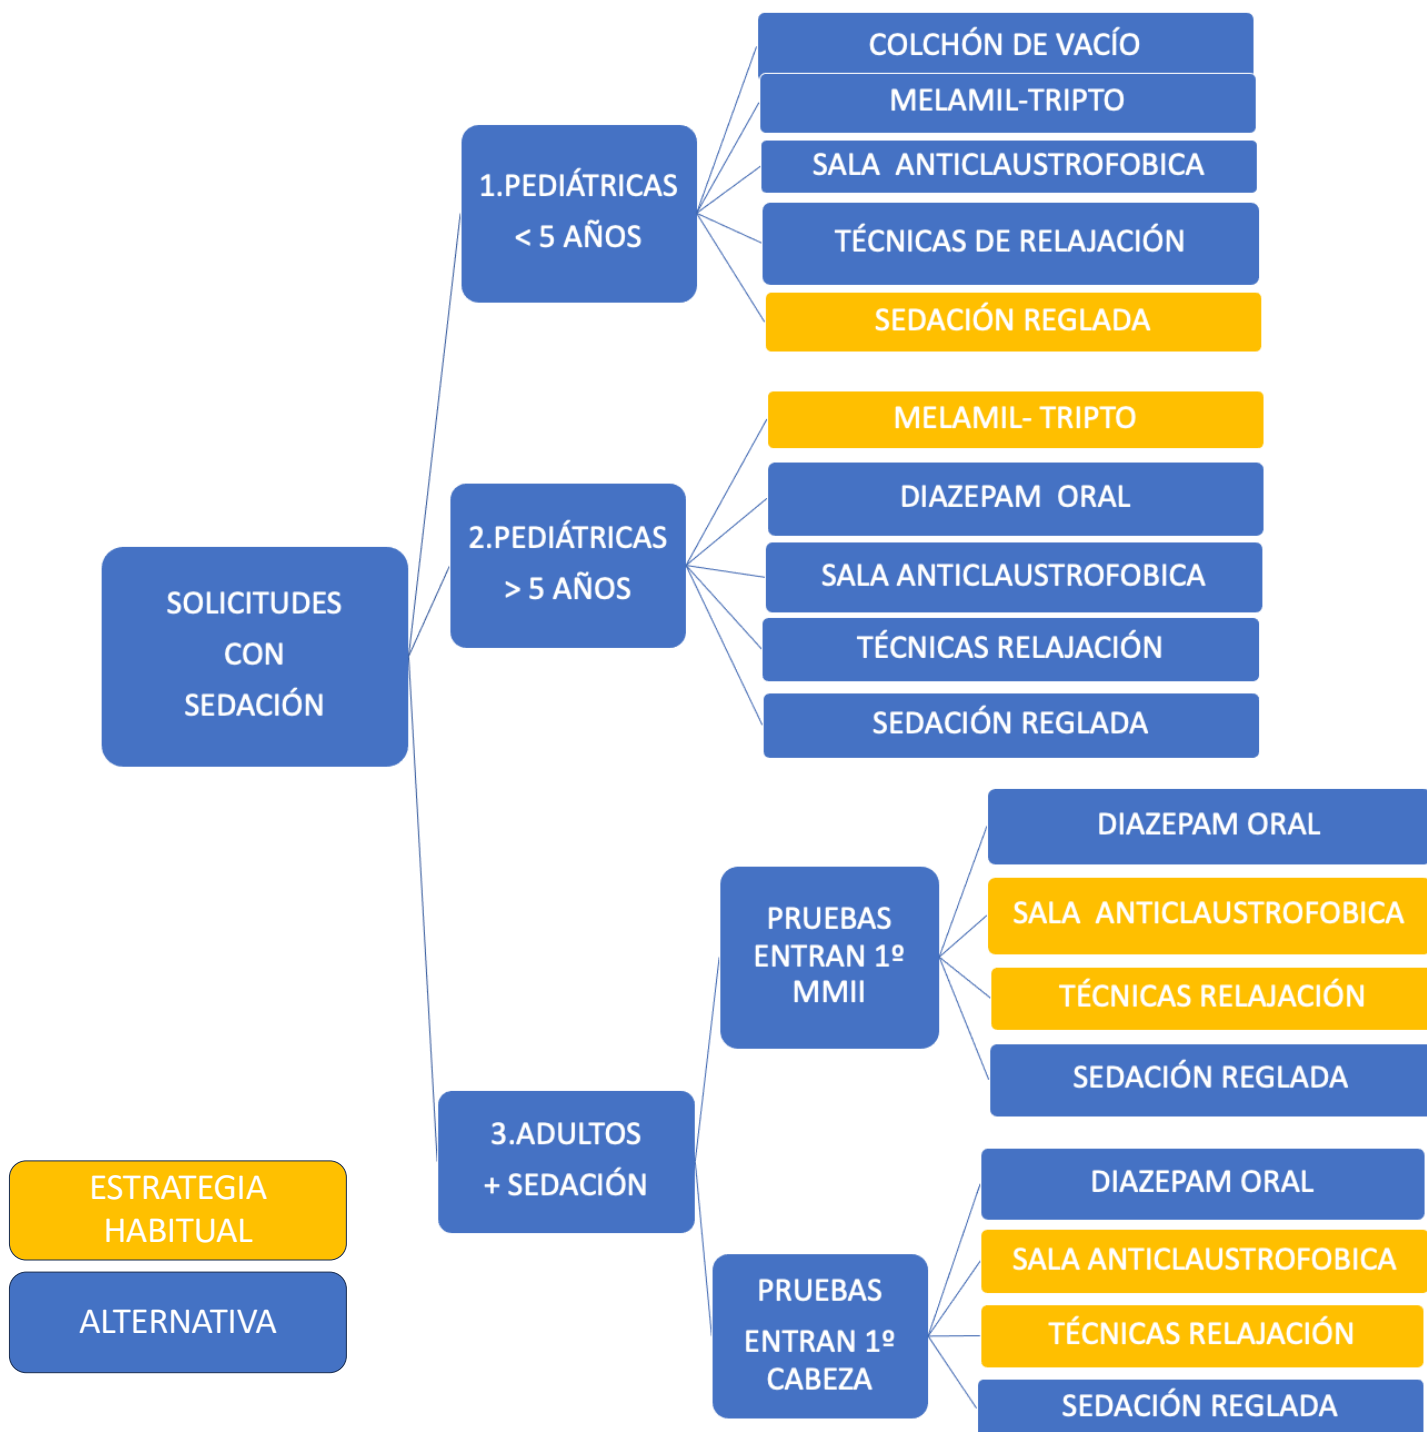 SOLICITUDES
CON
SEDACIÓN
1.PEDIÁTRICAS
< 5 AÑOS
COLCHÓN DE VACÍO
MELAMIL-TRIPTO
SALA ANTICLAUSTROFOBICA
TÉCNICAS DE RELAJACIÓN
SEDACIÓN REGLADA
2.PEDIÁTRICAS
> 5 AÑOS
MELAMIL- TRIPTO
DIAZEPAM ORAL
SALA ANTICLAUSTROFOBICA
TÉCNICAS RELAJACIÓN
SEDACIÓN REGLADA
3.ADULTOS
+ SEDACIÓN
PRUEBAS
ENTRAN 1º
MMII
DIAZEPAM ORAL
SALA ANTICLAUSTROFOBICA
TÉCNICAS RELAJACIÓN
SEDACIÓN REGLADA
PRUEBAS
ENTRAN 1º
CABEZA
DIAZEPAM ORAL
SALA ANTICLAUSTROFOBICA
TÉCNICAS RELAJACIÓN
SEDACIÓN REGLADA
ESTRATEGIA
HABITUAL
ALTERNATIVA